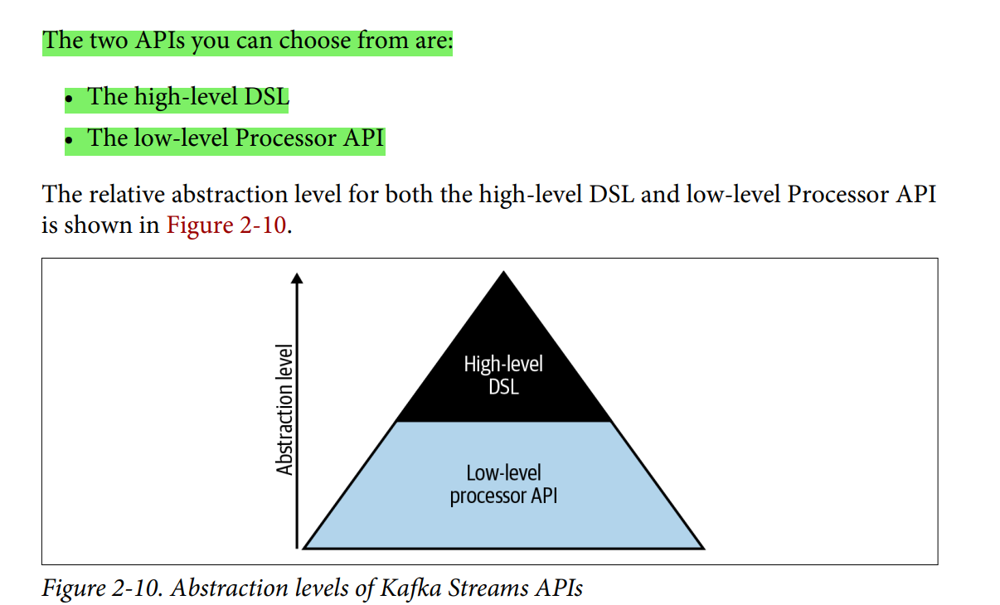 The two APIs you can choose from are:
• The high-level DSL
• The low-level Processor API
The relative abstraction level for both the high-level DSL and low-level Processor API
is shown in Figure 2-10.
Abstraction level
High-level
DSL
Low-level
processor API
Figure 2-10. Abstraction levels of Kafka Streams APIs